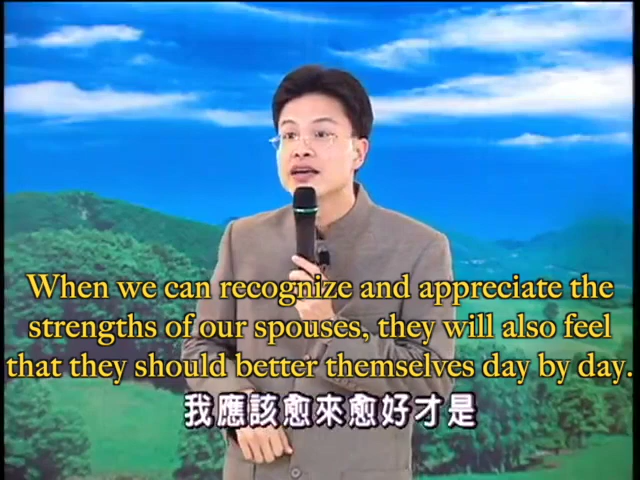 When we can recognize and appreciate the
strengths of our spouses, they will also feel
that they should better themselves day by day.
我應該愈來愈好才是